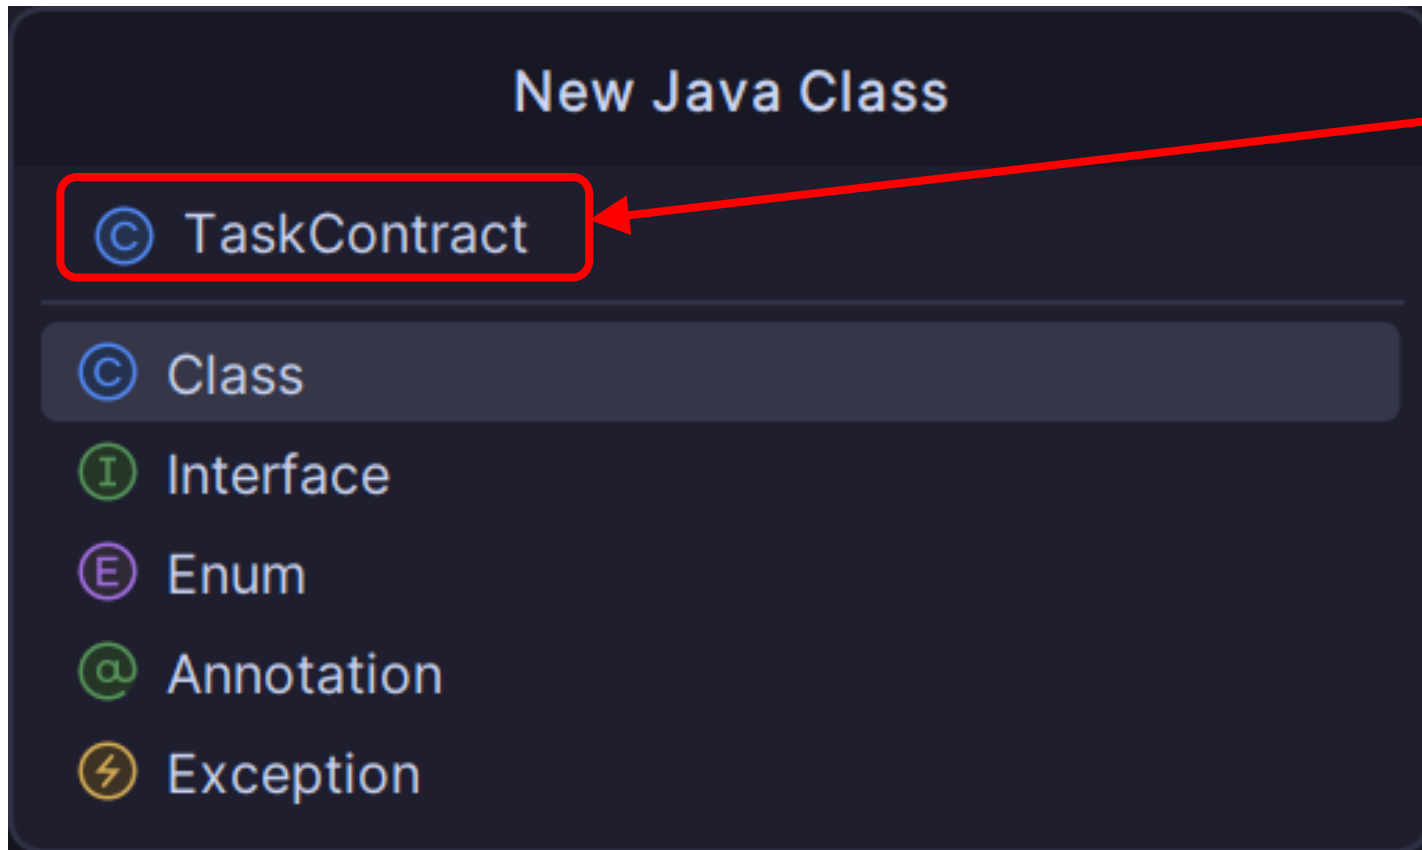 New Java Class
C TaskContract
C Class
I Interface
E Enum
@ Annotation
Exception